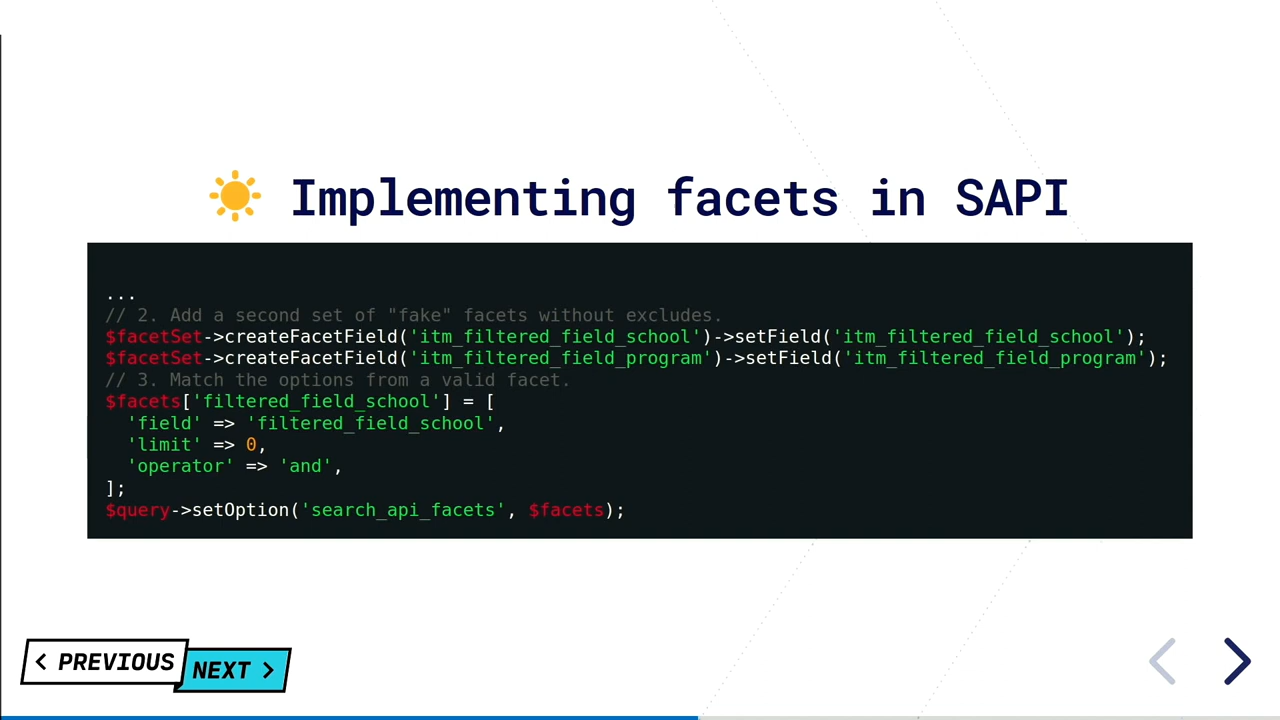 Implementing facets in SAPI
...
// 2. Add a second set of "fake" facets without excludes.
$facetSet->createFacetField('itm_filtered_field_school')->setField('itm_filtered_field_school');
$facetSet->createFacetField('itm_filtered_field_program')->setField('itm_filtered_field_program');
// 3. Match the options from a valid facet.
$facets['filtered_field_school'] = [
  'field' => 'filtered_field_school',
  'limit' => 0,
  'operator' => 'and',
];
$query->setOption('search_api_facets', $facets);
PREVIOUS
NEXT